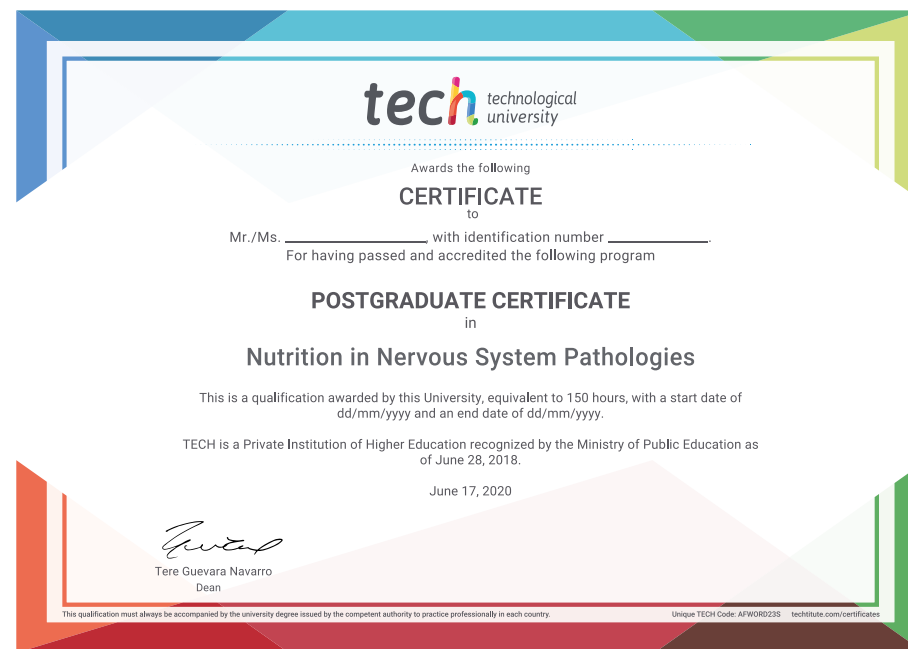 tech technological
university
Awards the following
CERTIFICATE
to
Mr./Ms. ____________, with identification number ____________.
For having passed and accredited the following program
POSTGRADUATE CERTIFICATE
in
Nutrition in Nervous System Pathologies
This is a qualification awarded by this University, equivalent to 150 hours, with a start date of
dd/mm/yyyy and an end date of dd/mm/yyyy.
TECH is a Private Institution of Higher Education recognized by the Ministry of Public Education as
of June 28, 2018.
June 17, 2020
Tere Guevara Navarro
Dean
This qualification must always be accompanied by the university degree issued by the competent authority to practice professionally in each country. Unique TECH Code: AFWORD23S techtitute.com/certificates